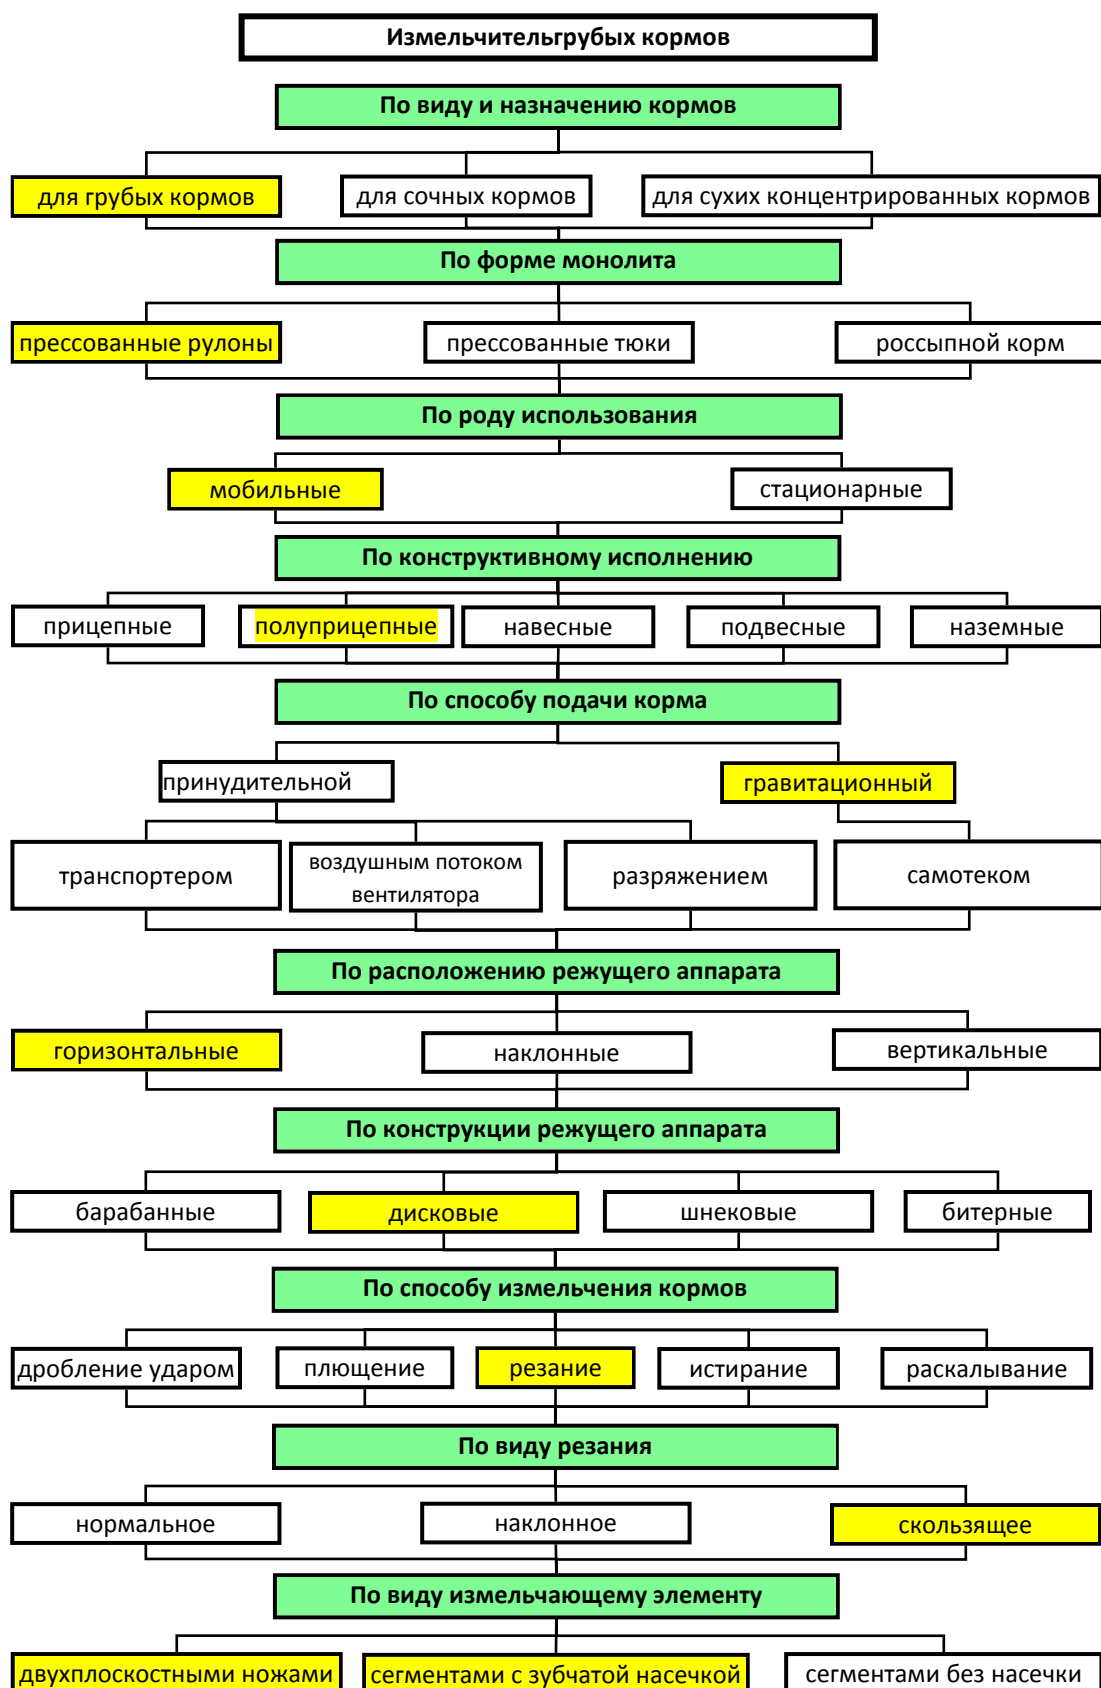 Измельчительгрубых кормов
По виду и назначению кормов
для грубых кормов
для сочных кормов
для сухих концентрированных кормов
По форме монолита
прессованные рулоны
прессованные тюки
россыпной корм
По роду использования
мобильные
стационарные
По конструктивному исполнению
прицепные
полуприцепные
навесные
подвесные
наземные
По способу подачи корма
принудительной
гравитационный
транспортером
воздушным потоком
вентилятора
разряжением
самотеком
По расположению режущего аппарата
горизонтальные
наклонные
вертикальные
По конструкции режущего аппарата
барабанные
дисковые
шнековые
битерные
По способу измельчения кормов
дробление ударом
плющение
резание
истирание
раскалывание
По виду резания
нормальное
наклонное
скользящее
По виду измельчающему элементу
двухплоскостными ножами
сегментами с зубчатой насечкой
сегментами без насечки